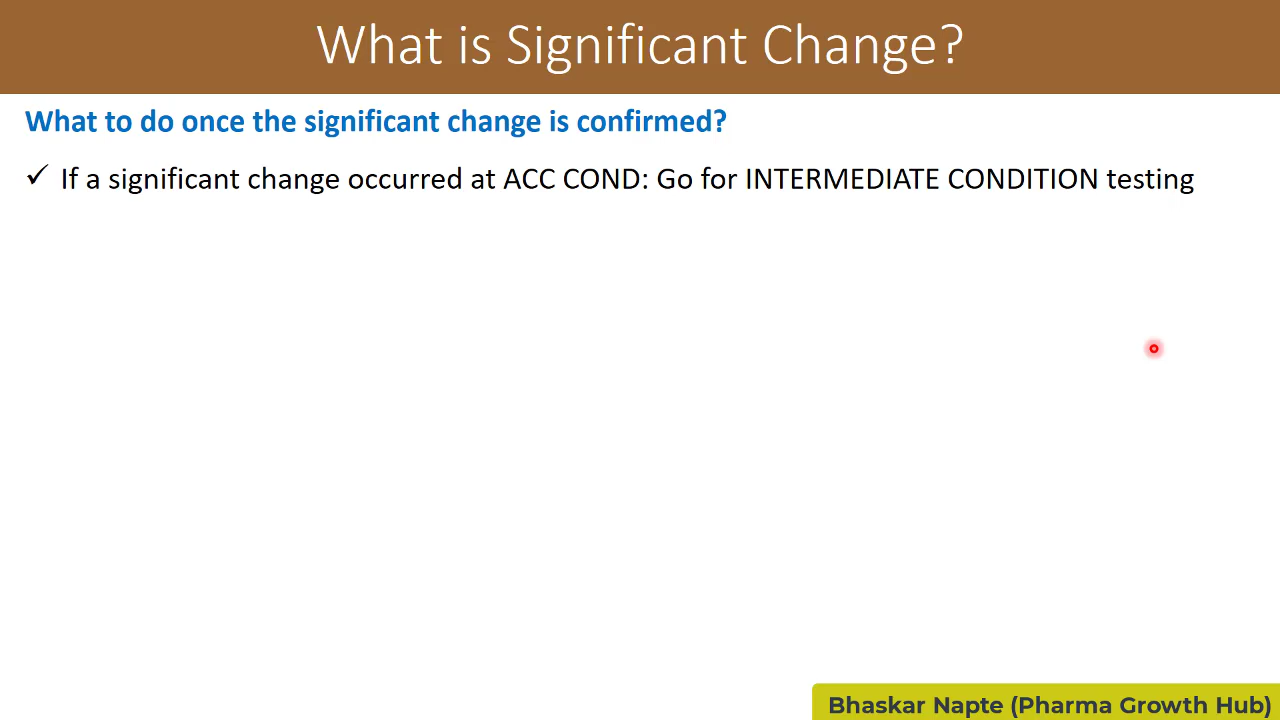 What is Significant Change?
What to do once the significant change is confirmed?
✓ If a significant change occurred at ACC COND: Go for INTERMEDIATE CONDITION testing
Bhaskar Napte (Pharma Growth Hub)